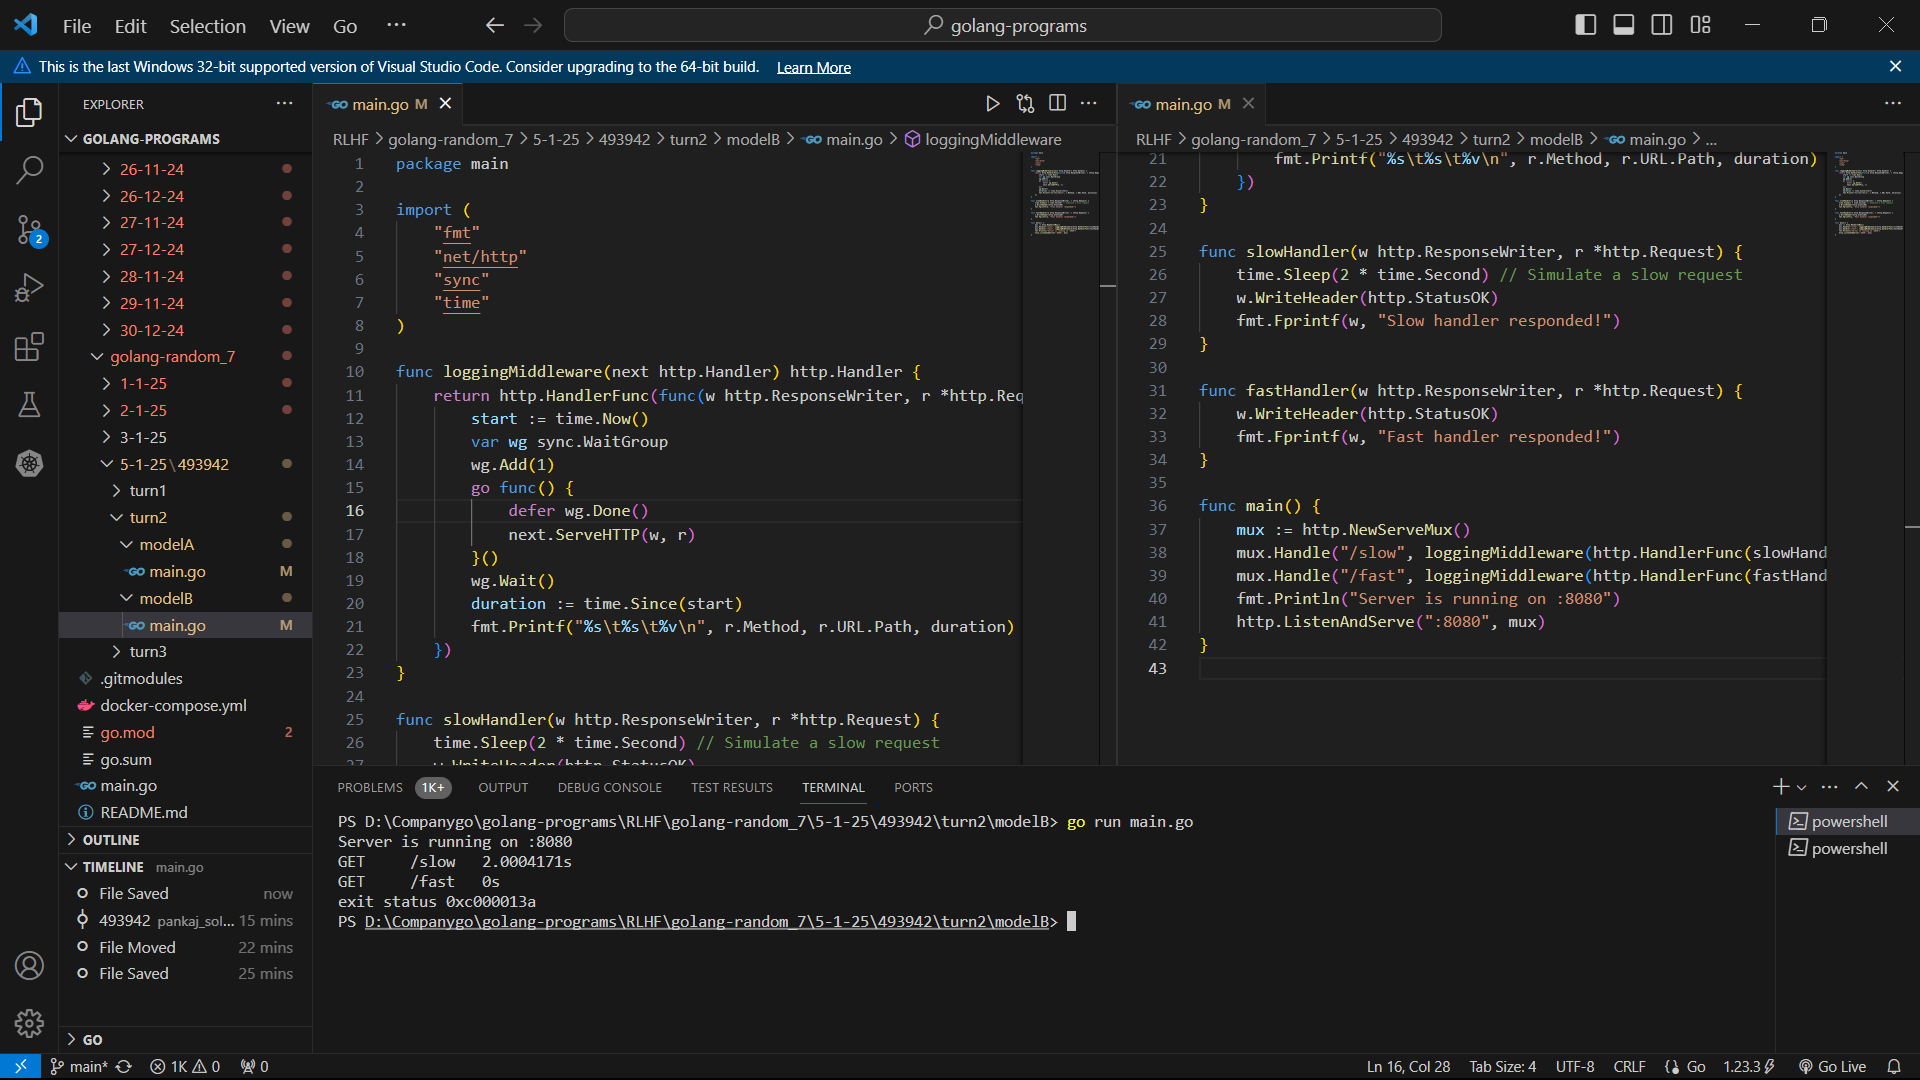 File Edit Selection View Go ··· golang-programs
This is the last Windows 32-bit supported version of Visual Studio Code. Consider upgrading to the 64-bit build. Learn More
EXPLORER
GOLANG-PROGRAMS
26-11-24
26-12-24
27-11-24
27-12-24
28-11-24
29-11-24
30-12-24
golang-random_7
1-1-25
2-1-25
3-1-25
5-1-25\493942
turn1
turn2
modelA
GO main.go M
modelB
GO main.go M
turn3
.gitmodules
docker-compose.yml
go.mod 2
go.sum
GO main.go
README.md
OUTLINE
TIMELINE main.go
File Saved now
493942 pankaj_sol... 15 mins
File Moved 22 mins
File Saved 25 mins
GO
2
GO main.go M
RLHF > golang-random_7 > 5-1-25 > 493942 > turn2 > modelB > GO main.go > loggingMiddleware
1 package main
2
3 import (
4 "fmt"
5 "net/http"
6 "sync"
7 "time"
8 )
9
10 func loggingMiddleware(next http.Handler) http.Handler {
11 return http.HandlerFunc(func(w http.ResponseWriter, r *http.Req
12 start := time.Now()
13 var wg sync.WaitGroup
14 wg.Add(1)
15 go func() {
16 defer wg.Done()
17 next.ServeHTTP(w, r)
18 }()
19 wg.Wait()
20 duration := time.Since(start)
21 fmt.Printf("%s\t%s\t%v\n", r.Method, r.URL.Path, duration)
22 })
23 }
24
25 func slowHandler(w http.ResponseWriter, r *http.Request) {
26 time.Sleep(2 * time.Second) // Simulate a slow request
27 w.WriteHeader(http.StatusOK)
GO main.go M
RLHF > golang-random_7 > 5-1-25 > 493942 > turn2 > modelB > GO main.go > ...
21 fmt.Printf("%s\t%s\t%v\n", r.Method, r.URL.Path, duration)
22 })
23 }
24
25 func slowHandler(w http.ResponseWriter, r *http.Request) {
26 time.Sleep(2 * time.Second) // Simulate a slow request
27 w.WriteHeader(http.StatusOK)
28 fmt.Fprintf(w, "Slow handler responded!")
29 }
30
31 func fastHandler(w http.ResponseWriter, r *http.Request) {
32 w.WriteHeader(http.StatusOK)
33 fmt.Fprintf(w, "Fast handler responded!")
34 }
35
36 func main() {
37 mux := http.NewServeMux()
38 mux.Handle("/slow", loggingMiddleware(http.HandlerFunc(slowHand
39 mux.Handle("/fast", loggingMiddleware(http.HandlerFunc(fastHand
40 fmt.Println("Server is running on :8080")
41 http.ListenAndServe(":8080", mux)
42 }
43
PROBLEMS 1K+ OUTPUT DEBUG CONSOLE TEST RESULTS TERMINAL PORTS
PS D:\Companygo\golang-programs\RLHF\golang-random_7\5-1-25\493942\turn2\modelB> go run main.go
Server is running on :8080
GET /slow 2.0004171s
GET /fast 0s
exit status 0xc000013a
PS D:\Companygo\golang-programs\RLHF\golang-random_7\5-1-25\493942\turn2\modelB>
powershell
powershell
main* 1K 0 0 Ln 16, Col 28 Tab Size: 4 UTF-8 CRLF Go 1.23.3 Go Live